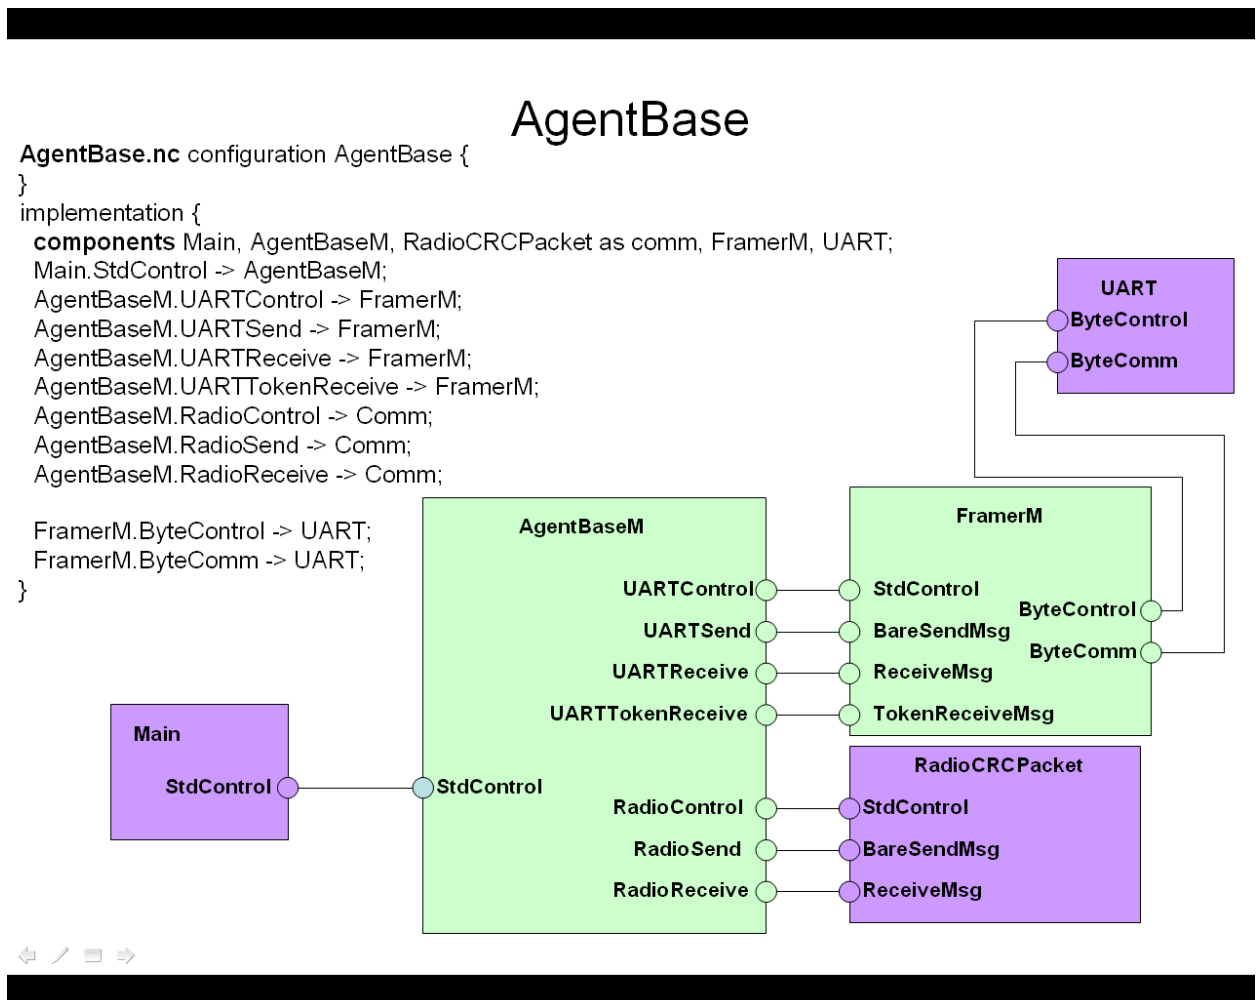 AgentBase
AgentBase.nc configuration AgentBase {
}
implementation {
components Main, AgentBaseM, RadioCRCPacket as comm, FramerM, UART;
Main.StdControl -> AgentBaseM;
AgentBaseM.UARTControl -> FramerM;
AgentBaseM.UARTSend -> FramerM;
AgentBaseM.UARTReceive -> FramerM;
AgentBaseM.UARTTokenReceive -> FramerM;
AgentBaseM.RadioControl -> Comm;
AgentBaseM.RadioSend -> Comm;
AgentBaseM.RadioReceive -> Comm;
FramerM.ByteControl -> UART;
FramerM.ByteComm -> UART;
}
UART
ByteControl
ByteComm
AgentBaseM
UARTControl
UARTSend
UARTReceive
UARTTokenReceive
StdControl
RadioControl
RadioSend
RadioReceive
FramerM
StdControl
BareSendMsg
ReceiveMsg
TokenReceiveMsg
ByteControl
ByteComm
Main
StdControl
RadioCRCPacket
StdControl
BareSendMsg
ReceiveMsg